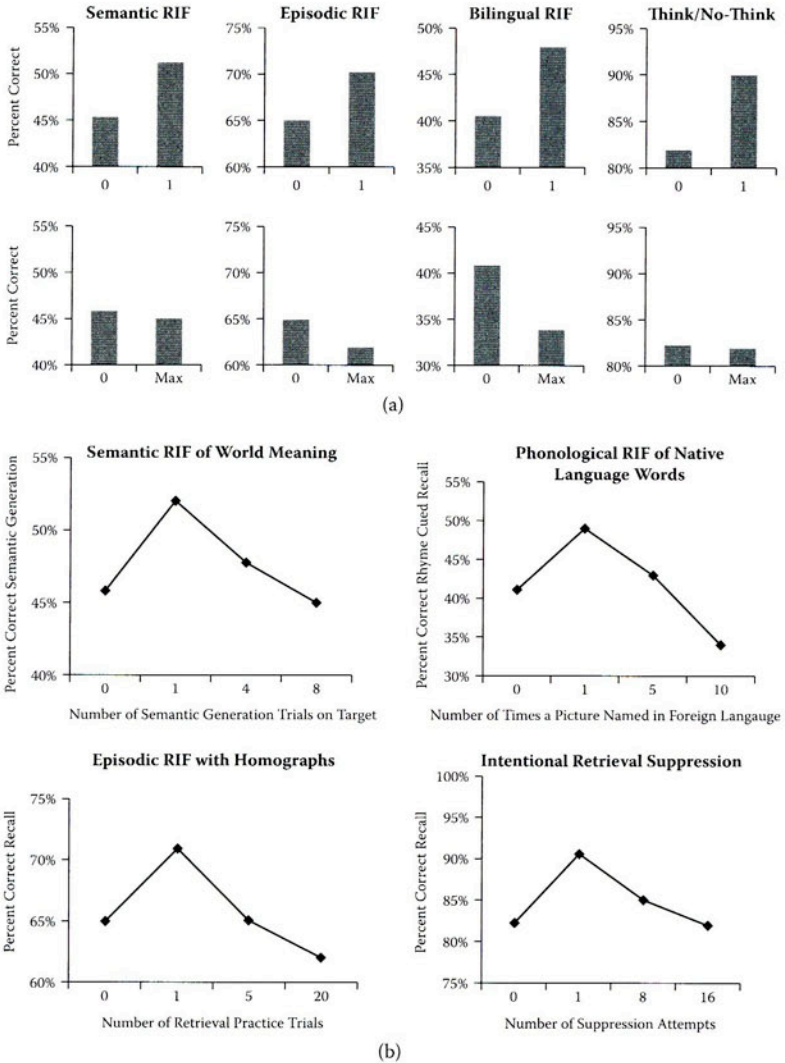 Semantic RIF
Episodic RIF
Bilingual RIF
Think/No-Think
Percent Correct
55%
50%
45%
40%
0 1
75%
70%
65%
60%
0 1
50%
45%
40%
35%
0 1
95%
90%
85%
80%
0 1
Percent Correct
55%
50%
45%
40%
0 Max
75%
70%
65%
60%
0 Max
45%
40%
35%
30%
0 Max
95%
90%
85%
80%
0 Max
(a)
Semantic RIF of World Meaning
Percent Correct Semantic Generation
55%
50%
45%
40%
0 1 4 8
Number of Semantic Generation Trials on Target
Phonological RIF of Native
Language Words
Percent Correct Rhyme Cued Recall
55%
50%
45%
40%
35%
30%
0 1 5 10
Number of Times a Picture Named in Foreign Langauge
Episodic RIF with Homographs
Percent Correct Recall
75%
70%
65%
60%
0 1 5 20
Number of Retrieval Practice Trials
Intentional Retrieval Suppression
Percent Correct Recall
100%
95%
90%
85%
80%
75%
0 1 8 16
Number of Suppression Attempts
(b)